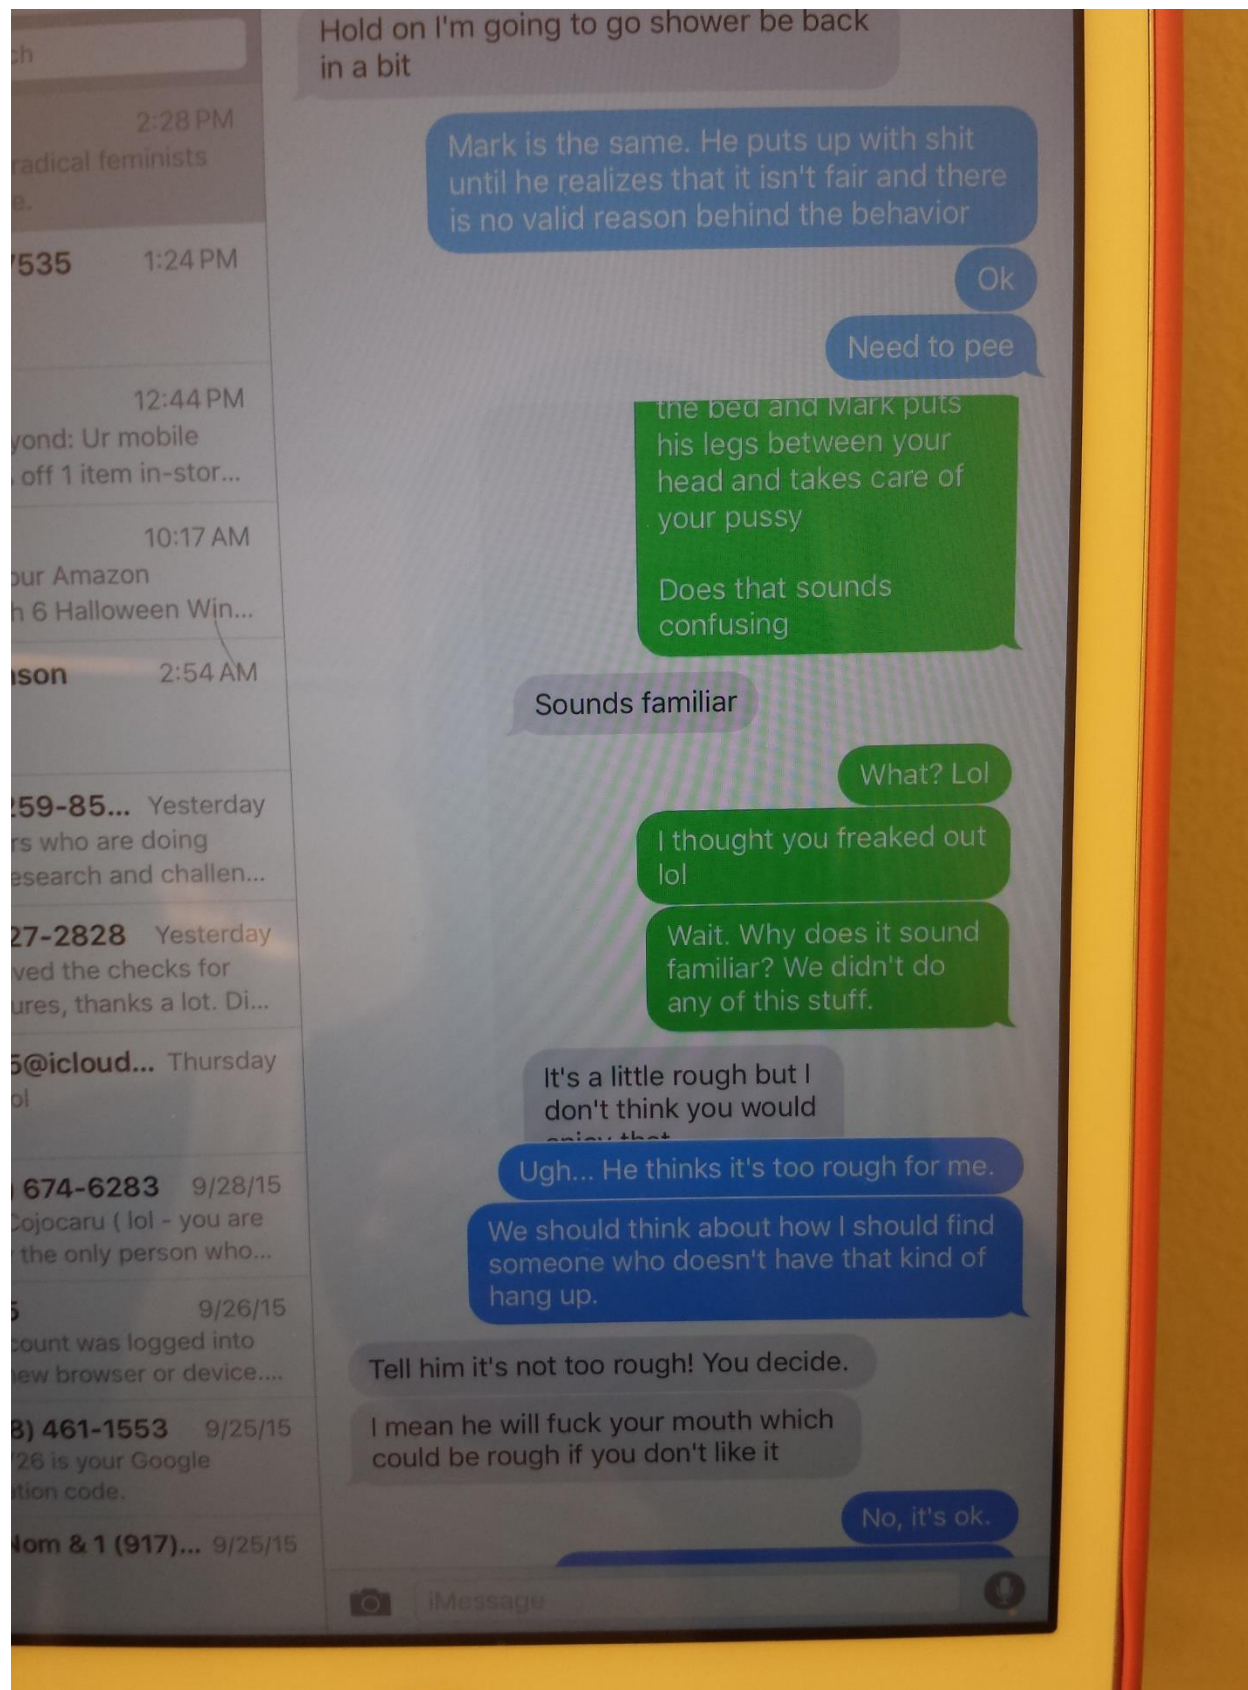 ch
2:28 PM
radical feminists
e.
7535 1:24 PM
12:44 PM
yond: Ur mobile
off 1 item in-stor...
10:17 AM
our Amazon
h 6 Halloween Win...
nson 2:54 AM
259-85... Yesterday
rs who are doing
esearch and challen...
27-2828 Yesterday
ved the checks for
ures, thanks a lot. Di...
5@icloud... Thursday
ol
) 674-6283 9/28/15
Cojocaru ( lol - you are
the only person who...
5 9/26/15
count was logged into
new browser or device....
8) 461-1553 9/25/15
26 is your Google
ation code.
Mom & 1 (917)... 9/25/15
Hold on I'm going to go shower be back
in a bit
Mark is the same. He puts up with shit
until he realizes that it isn't fair and there
is no valid reason behind the behavior
Ok
Need to pee
the bed and Mark puts
his legs between your
head and takes care of
your pussy
Does that sounds
confusing
Sounds familiar
What? Lol
I thought you freaked out
lol
Wait. Why does it sound
familiar? We didn't do
any of this stuff.
It's a little rough but I
don't think you would
enjoy that
Ugh... He thinks it's too rough for me.
We should think about how I should find
someone who doesn't have that kind of
hang up.
Tell him it's not too rough! You decide.
I mean he will fuck your mouth which
could be rough if you don't like it
No, it's ok.
iMessage